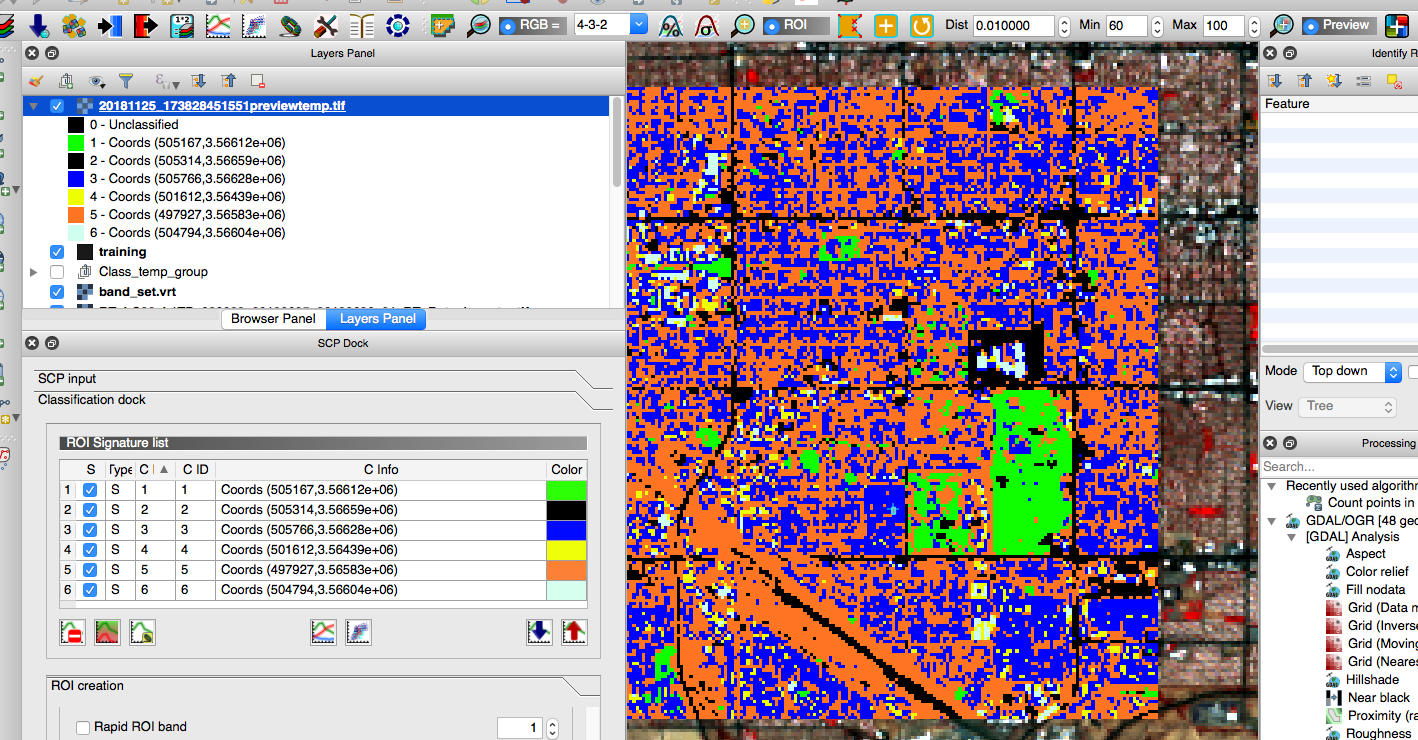 RGB = 4-3-2 ROI Dist 0.010000 Min 60 Max 100 Preview
Layers Panel
20181125_173828451551previewtemp.tif
0 - Unclassified
1 - Coords (505167,3.56612e+06)
2 - Coords (505314,3.56659e+06)
3 - Coords (505766,3.56628e+06)
4 - Coords (501612,3.56439e+06)
5 - Coords (497927,3.56583e+06)
6 - Coords (504794,3.56604e+06)
training
Class_temp_group
band_set.vrt
Browser Panel Layers Panel
SCP Dock
SCP input
Classification dock
ROI Signature list
S Type C C ID C Info Color
1 S 1 1 Coords (505167,3.56612e+06)
2 S 2 2 Coords (505314,3.56659e+06)
3 S 3 3 Coords (505766,3.56628e+06)
4 S 4 4 Coords (501612,3.56439e+06)
5 S 5 5 Coords (497927,3.56583e+06)
6 S 6 6 Coords (504794,3.56604e+06)
ROI creation
Rapid ROI band 1
Identify R
Feature
Mode Top down
View Tree
Processing
Search...
Recently used algorithm
Count points in
GDAL/OGR [48 geo
[GDAL] Analysis
Aspect
Color relief
Fill nodata
Grid (Data m
Grid (Inverse
Grid (Moving
Grid (Neares
Hillshade
Near black
Proximity (ra
Roughness